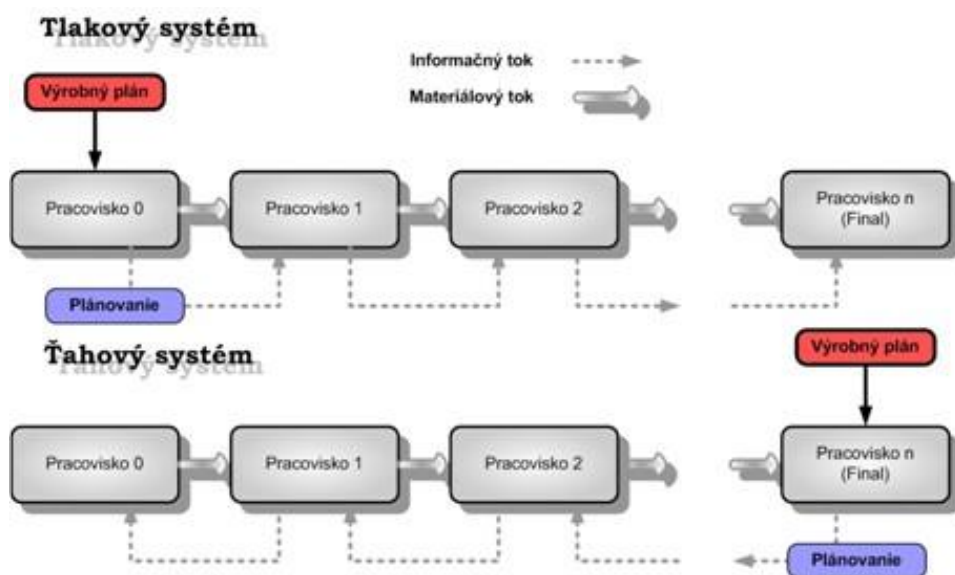 Tlakový systém
Informačný tok
Výrobný plán
Materiálový tok
Pracovisko 0
Pracovisko 1
Pracovisko 2
Pracovisko n
(Final)
Plánovanie
Ťahový systém
Výrobný plán
Pracovisko 0
Pracovisko 1
Pracovisko 2
Pracovisko n
(Final)
Plánovanie